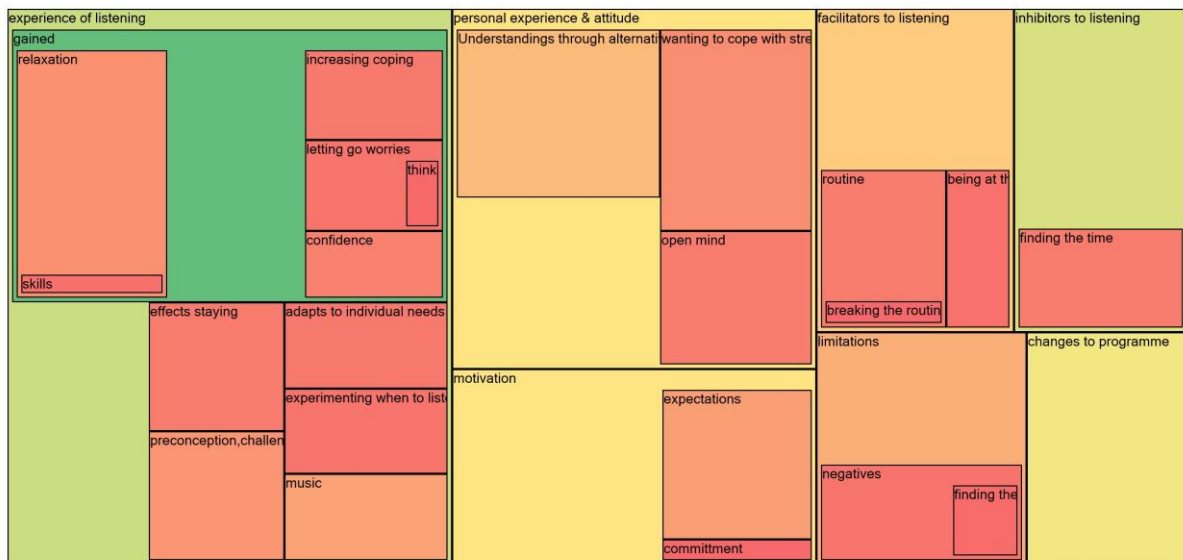 experience of listening
gained
relaxation
skills
increasing coping
letting go worries
think
confidence
effects staying
preconception,challen
adapts to individual needs
experimenting when to liste
music
personal experience & attitude
Understandings through alternati
wanting to cope with stre
open mind
motivation
expectations
committment
facilitators to listening
routine
breaking the routin
being at th
inhibitors to listening
finding the time
limitations
negatives
finding the
changes to programme